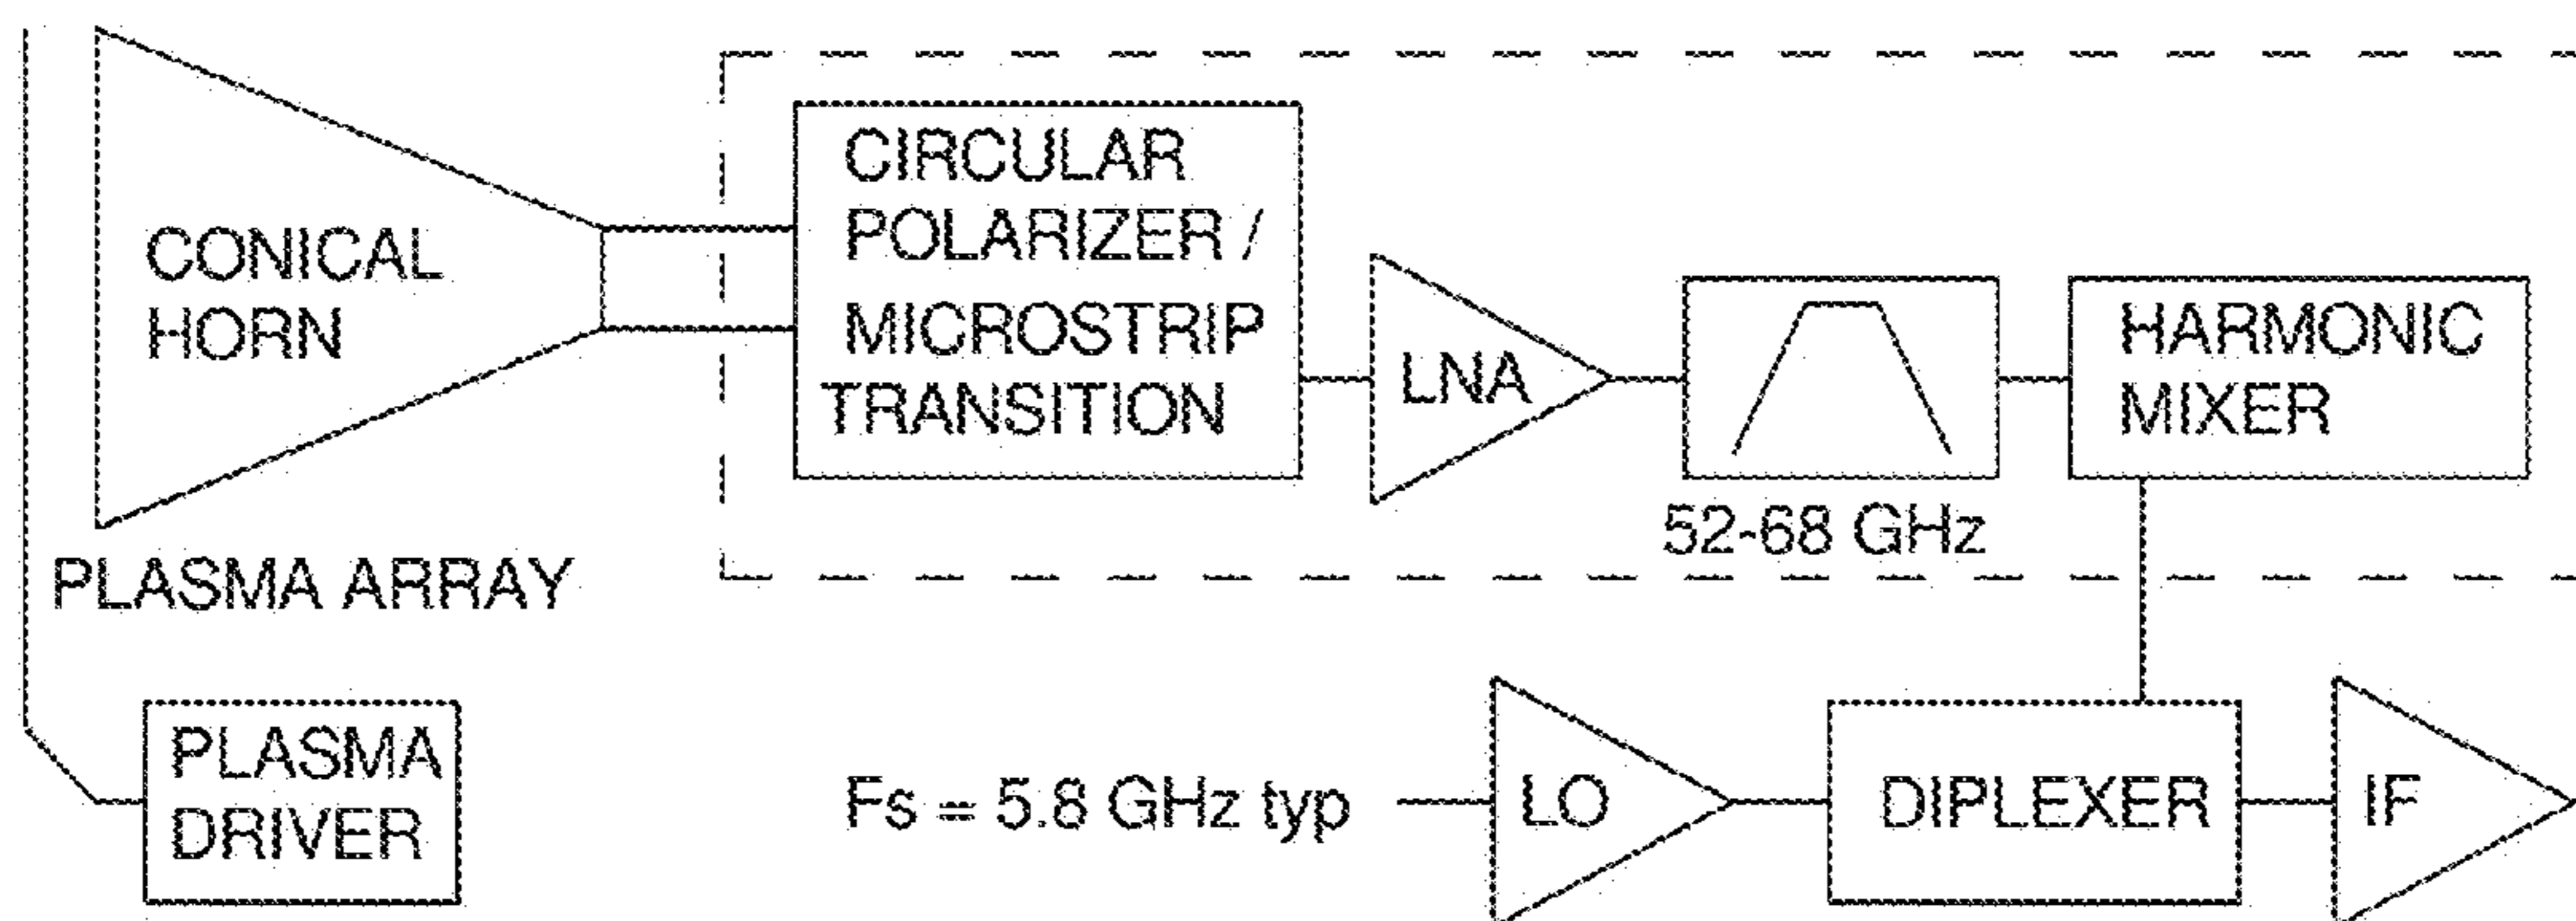 CONICAL
HORN
PLASMA ARRAY
PLASMA
DRIVER
CIRCULAR
POLARIZER /
MICROSTRIP
TRANSITION
LNA
52-68 GHz
HARMONIC
MIXER
Fs = 5.8 GHz typ
LO
DIPLEXER
IF